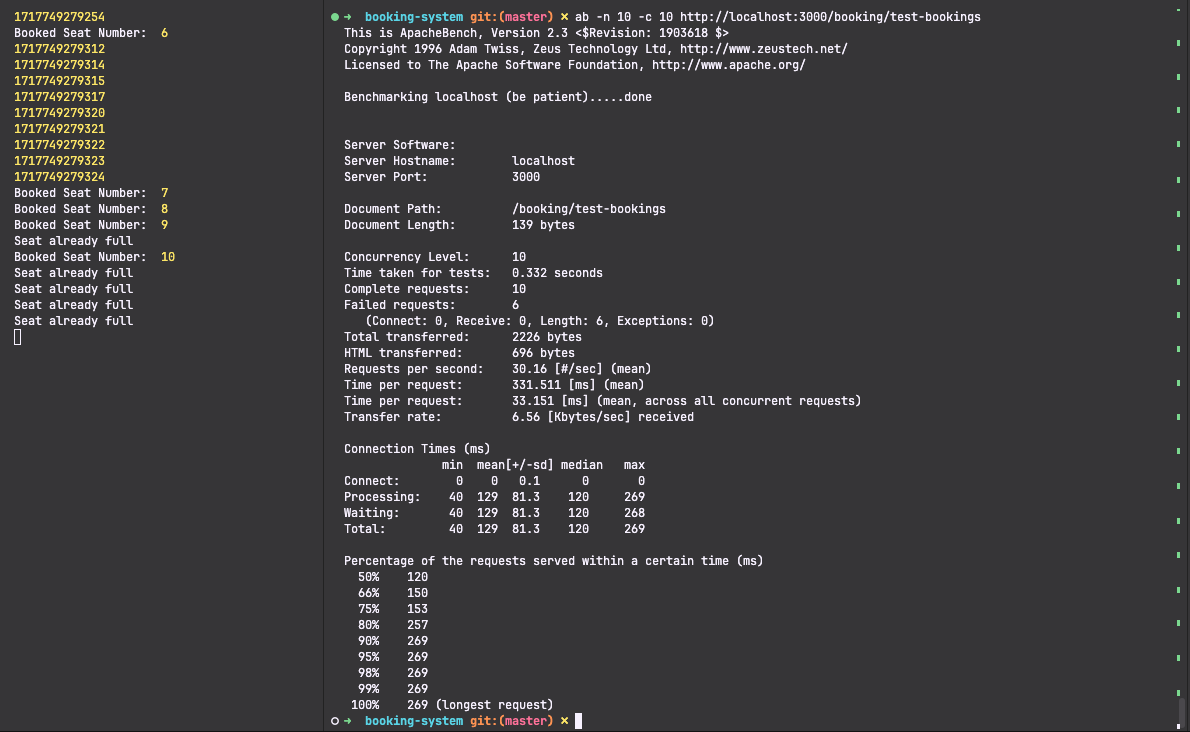 1717749279254
Booked Seat Number:  6
1717749279312
1717749279314
1717749279315
1717749279317
1717749279320
1717749279321
1717749279322
1717749279323
1717749279324
Booked Seat Number:  7
Booked Seat Number:  8
Booked Seat Number:  9
Seat already full
Booked Seat Number:  10
Seat already full
Seat already full
Seat already full
Seat already full
➜  booking-system git:(master) ✗ ab -n 10 -c 10 http://localhost:3000/booking/test-bookings
This is ApacheBench, Version 2.3 <$Revision: 1903618 $>
Copyright 1996 Adam Twiss, Zeus Technology Ltd, http://www.zeustech.net/
Licensed to The Apache Software Foundation, http://www.apache.org/
Benchmarking localhost (be patient).....done
Server Software:
Server Hostname:        localhost
Server Port:            3000
Document Path:          /booking/test-bookings
Document Length:        139 bytes
Concurrency Level:      10
Time taken for tests:   0.332 seconds
Complete requests:      10
Failed requests:        6
   (Connect: 0, Receive: 0, Length: 6, Exceptions: 0)
Total transferred:      2226 bytes
HTML transferred:       696 bytes
Requests per second:    30.16 [#/sec] (mean)
Time per request:       331.511 [ms] (mean)
Time per request:       33.151 [ms] (mean, across all concurrent requests)
Transfer rate:          6.56 [Kbytes/sec] received
Connection Times (ms)
              min  mean[+/-sd] median   max
Connect:        0    0   0.1      0       0
Processing:    40  129  81.3    120     269
Waiting:       40  129  81.3    120     268
Total:         40  129  81.3    120     269
Percentage of the requests served within a certain time (ms)
  50%    120
  66%    150
  75%    153
  80%    257
  90%    269
  95%    269
  98%    269
  99%    269
 100%    269 (longest request)
➜  booking-system git:(master) ✗